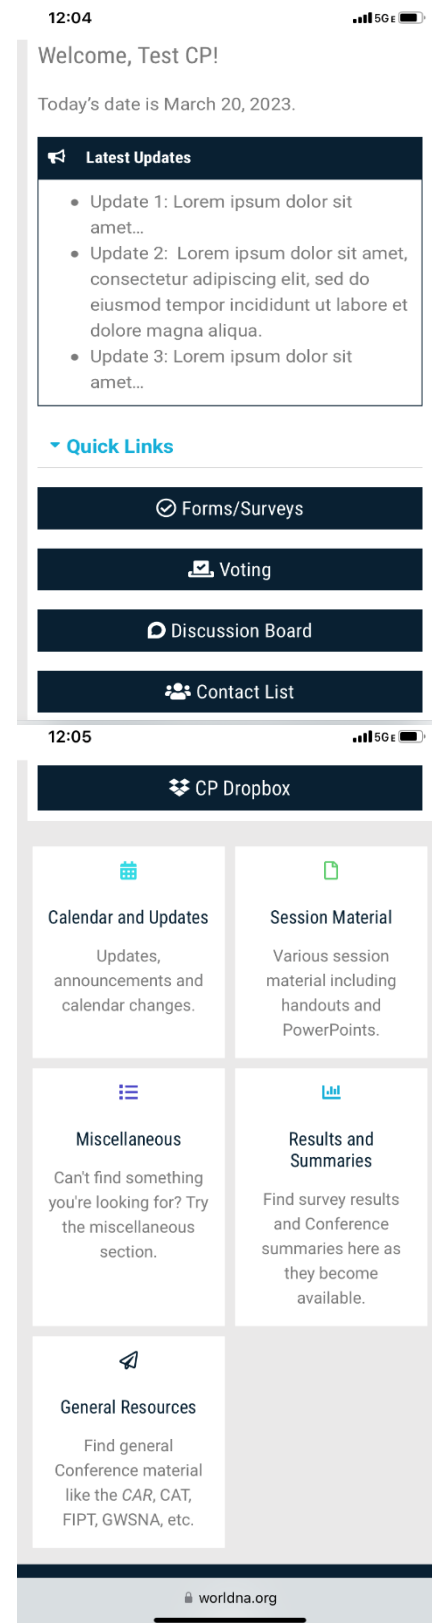 12:04
5GE
Welcome, Test CP!
Today's date is March 20, 2023.
Latest Updates
• Update 1: Lorem ipsum dolor sit
amet...
• Update 2:  Lorem ipsum dolor sit amet,
consectetur adipiscing elit, sed do
eiusmod tempor incididunt ut labore et
dolore magna aliqua.
• Update 3: Lorem ipsum dolor sit
amet...
Quick Links
Forms/Surveys
Voting
Discussion Board
Contact List
12:05
5GE
CP Dropbox
Calendar and Updates
Updates,
announcements and
calendar changes.
Session Material
Various session
material including
handouts and
PowerPoints.
Miscellaneous
Can't find something
you're looking for? Try
the miscellaneous
section.
Results and
Summaries
Find survey results
and Conference
summaries here as
they become
available.
General Resources
Find general
Conference material
like the CAR, CAT,
FIPT, GWSNA, etc.
worldna.org